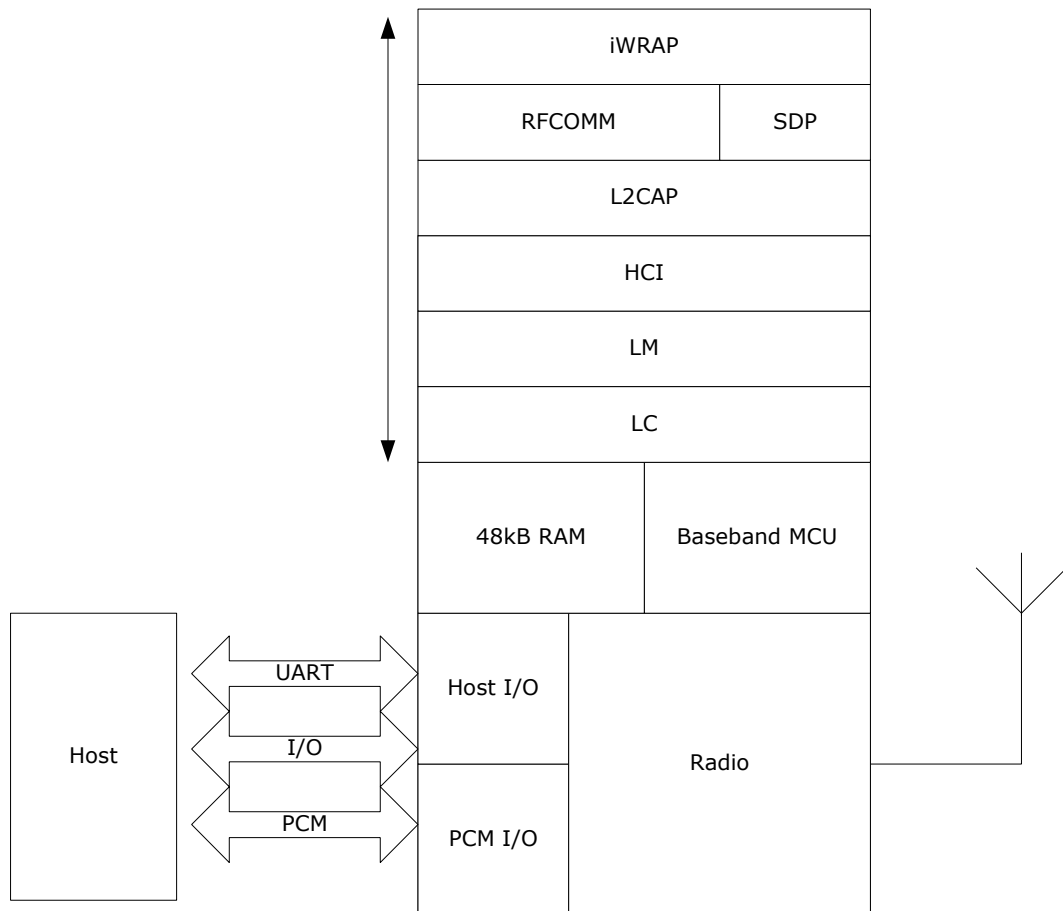 iWRAP
RFCOMM
SDP
L2CAP
HCI
LM
LC
48kB RAM
Baseband MCU
UART
Host I/O
Host
I/O
Radio
PCM
PCM I/O